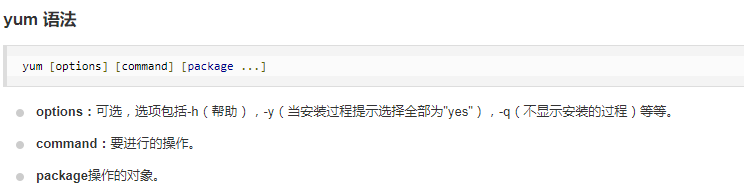 yum 语法
yum [options] [command] [package ...]
options：可选，选项包括-h（帮助），-y（当安装过程提示选择全部为"yes"），-q（不显示安装的过程）等等。
command：要进行的操作。
package操作的对象。